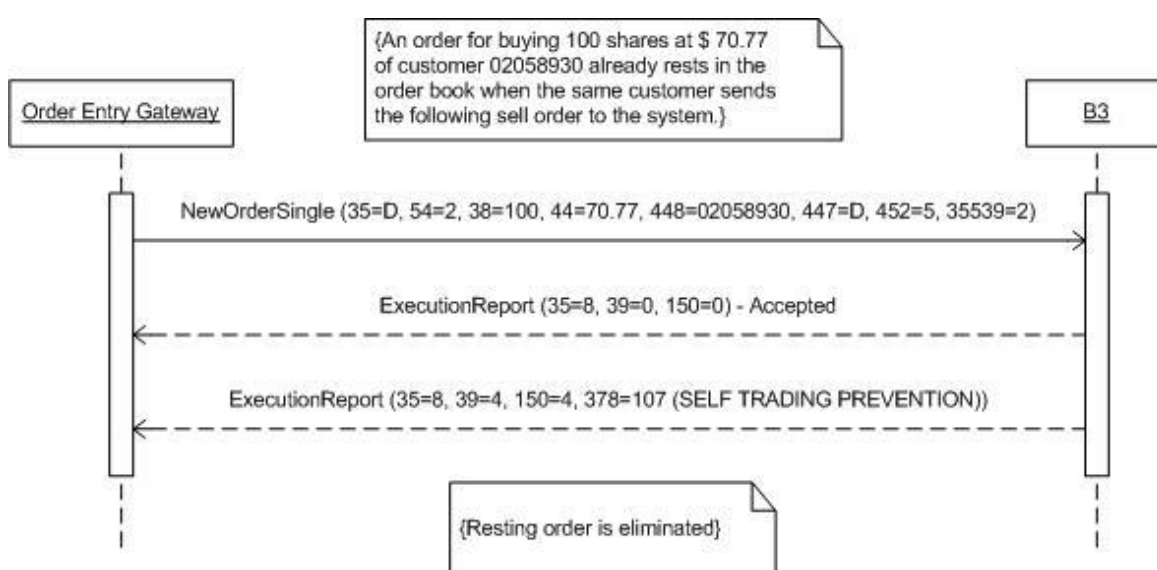 {An order for buying 100 shares at $ 70.77
of customer 02058930 already rests in the
order book when the same customer sends
the following sell order to the system.}
Order Entry Gateway
B3
NewOrderSingle (35=D, 54=2, 38=100, 44=70.77, 448=02058930, 447=D, 452=5, 35539=2)
ExecutionReport (35=8, 39=0, 150=0) - Accepted
ExecutionReport (35=8, 39=4, 150=4, 378=107 (SELF TRADING PREVENTION))
{Resting order is eliminated}